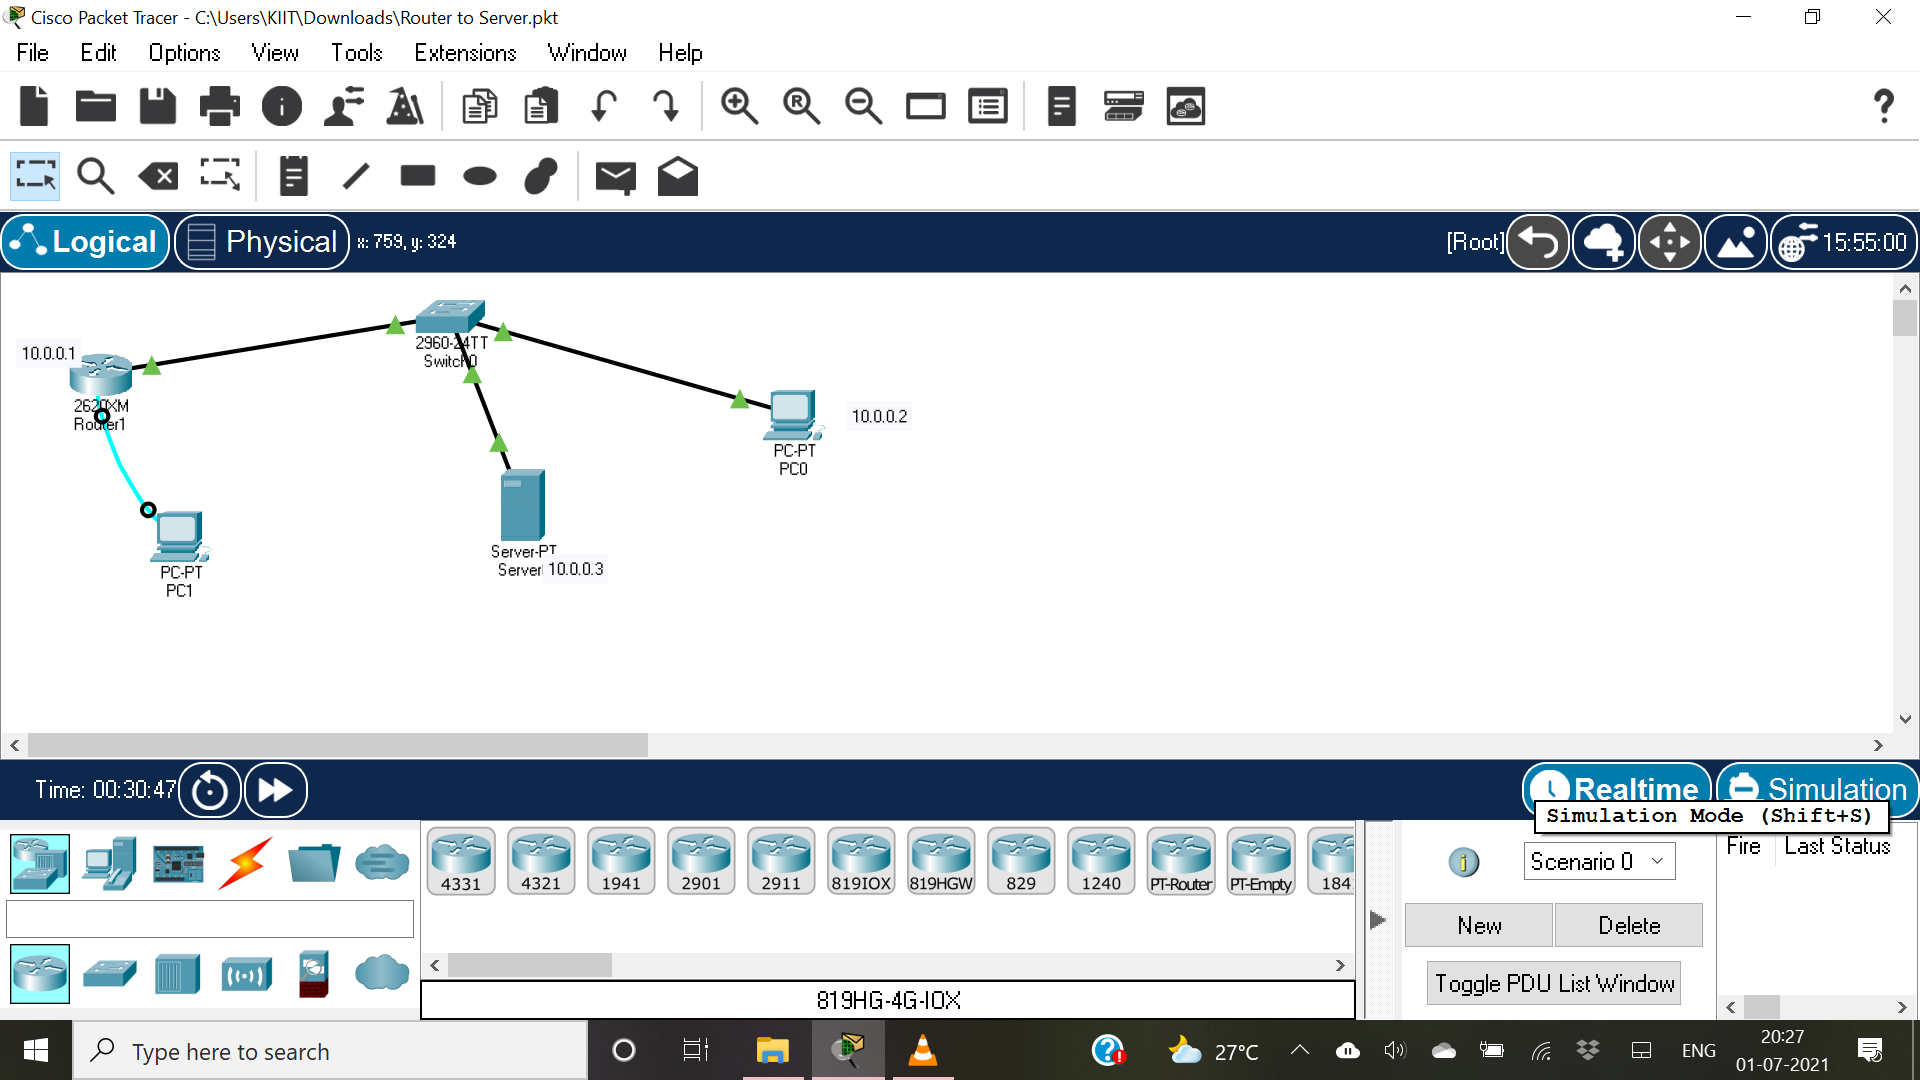 Cisco Packet Tracer - C:\Users\KIIT\Downloads\Router to Server.pkt
File Edit Options View Tools Extensions Window Help
Logical Physical x: 759, y: 324 [Root] 15:55:00
10.0.0.1
2960-24TT
Switch0
2620XM
Router1
10.0.0.2
PC-PT
PC0
Server-PT
Server 10.0.0.3
PC-PT
PC1
Time: 00:30:47 Realtime Simulation
Simulation Mode (Shift+S)
Fire Last Status
Scenario 0
4331 4321 1941 2901 2911 819IOX 819HGW 829 1240 PT-Router PT-Empty 184
New Delete
Toggle PDU List Window
819HG-4G-IOX
Type here to search
27°C ENG 20:27
01-07-2021